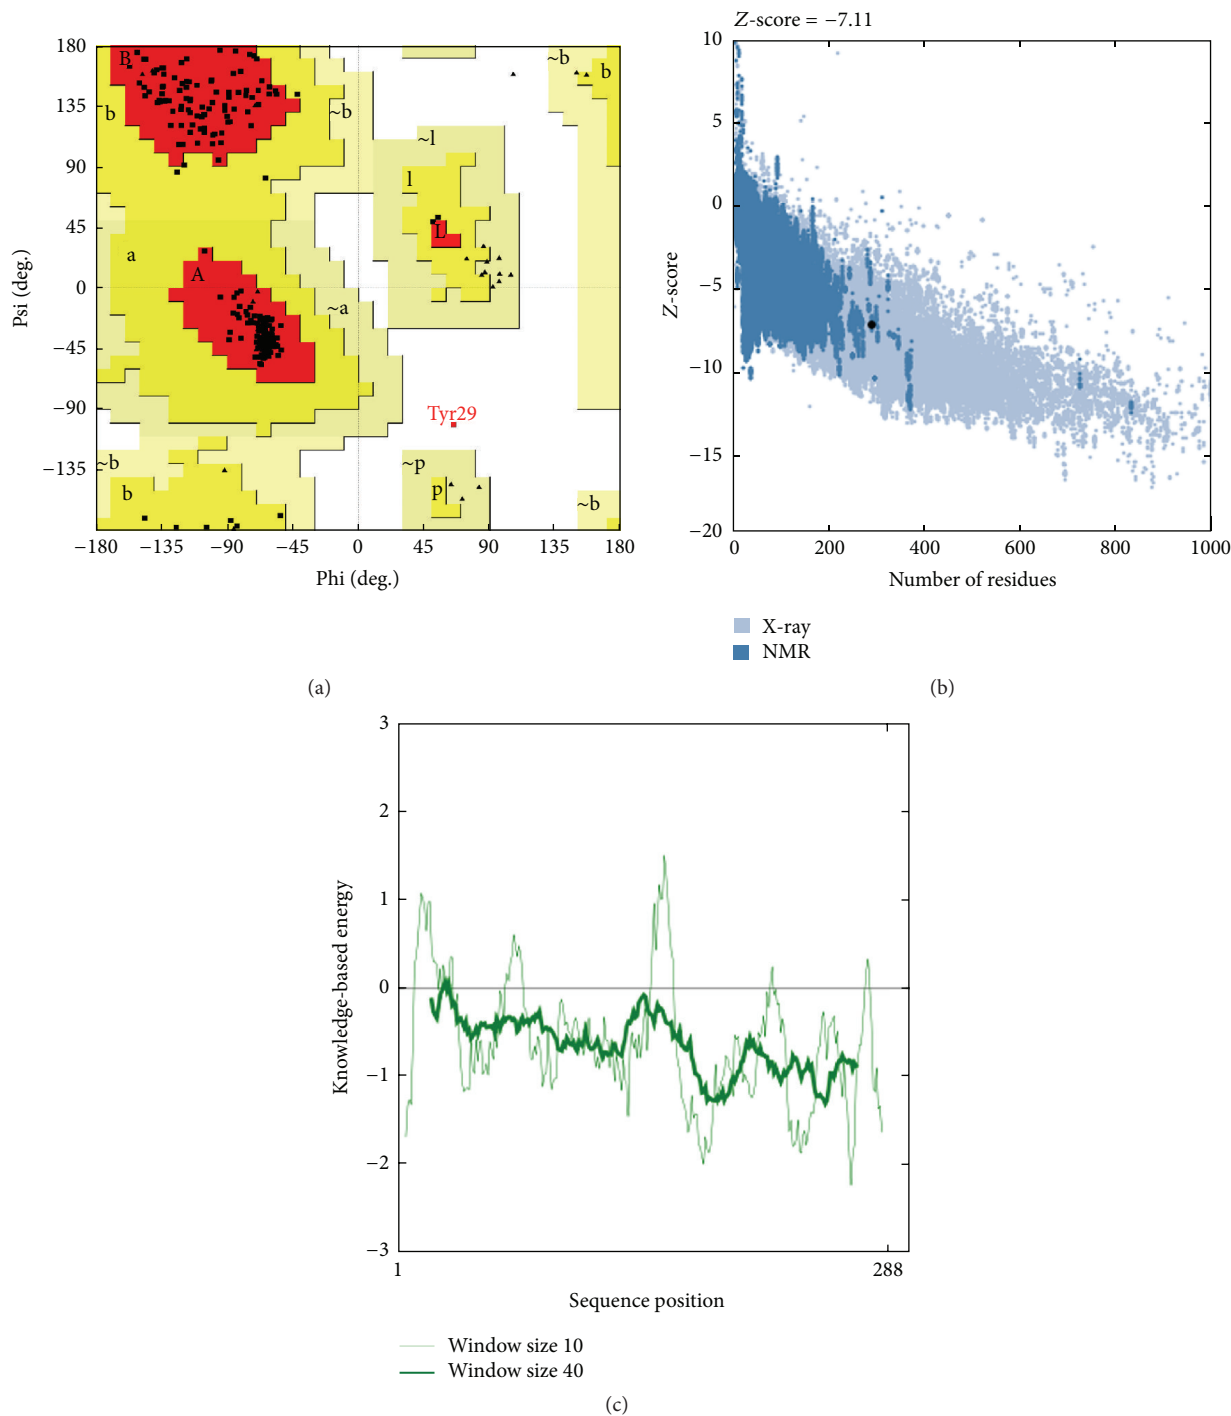 180
135
90
45
0
−45
−90
−135
Psi (deg.)
B
~b
b
b
~b
~l
l
L
a
A
~a
Tyr29
~b
~p
b
p
~b
−180
−135
−90
−45
0
45
90
135
180
Phi (deg.)
(a)
Z-score = −7.11
10
5
0
−5
−10
−15
−20
Z-score
0
200
400
600
800
1000
Number of residues
X-ray
NMR
(b)
3
2
1
0
−1
−2
−3
Knowledge-based energy
1
288
Sequence position
Window size 10
Window size 40
(c)